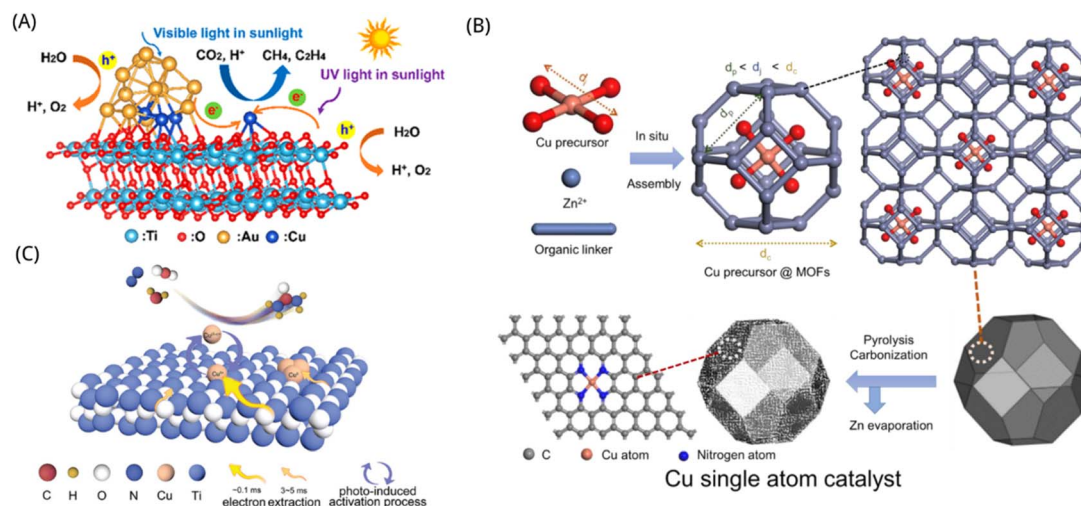 (A)
Visible light in sunlight
H2O
h⁺
CO₂, H⁺
CH₄, C₂H₄
UV light in sunlight
H⁺, O₂
e⁻
e⁻
h⁺
H₂O
H⁺, O₂
:Ti :O :Au :Cu
(B)
dp < dj < dc
Cu precursor
Zn²⁺
Organic linker
In situ
Assembly
dp
dc
Cu precursor @ MOFs
Pyrolysis
Carbonization
Zn evaporation
C Cu atom Nitrogen atom
Cu single atom catalyst
(C)
C H O N Cu Ti
~0.1 ms
electron
3~5 ms
extraction
photo-induced
activation process